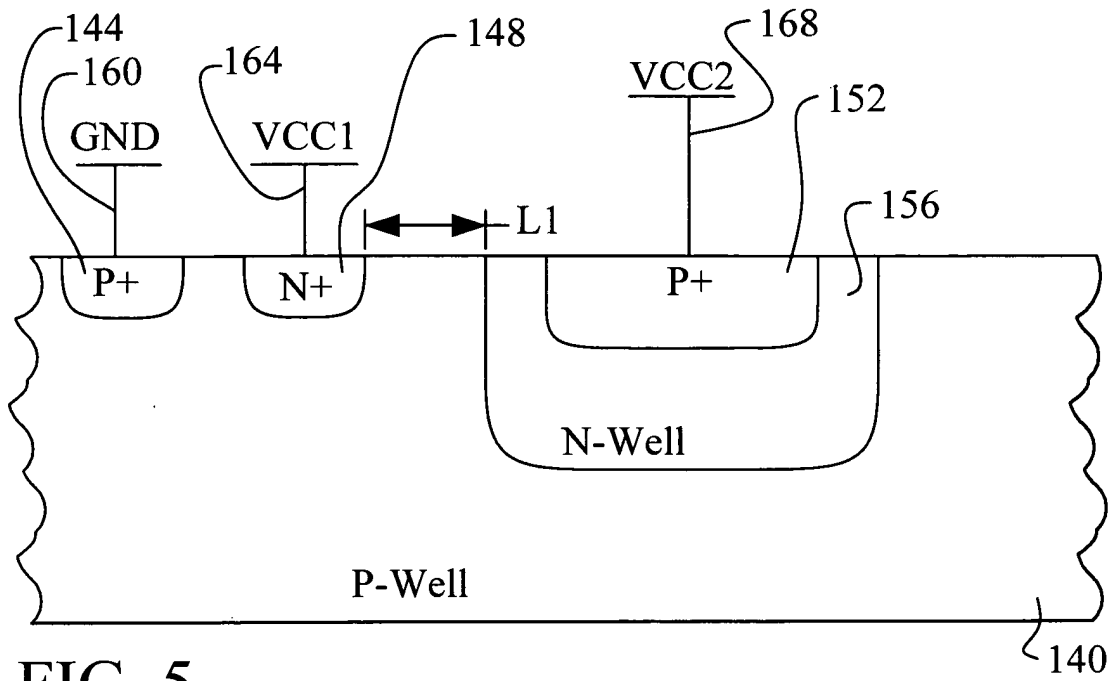 144
160
164
148
168
152
VCC2
GND
VCC1
156
L1
P+
N+
P+
N-Well
P-Well
140
FIG. 5